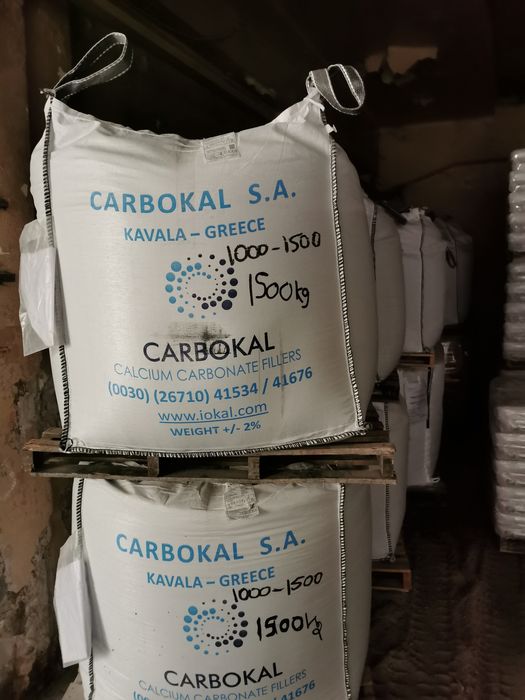 CARBOKAL S.A.
KAVALA – GREECE
1000-1500
1500kg
CARBOKAL
CALCIUM CARBONATE FILLERS
(0030) (26710) 41534 / 41676
www.iokal.com
WEIGHT +/- 2%
CARBOKAL S.A.
KAVALA – GREECE
1000-1500
1500kg
CARBOKAL
CALCIUM CARBONATE FILLERS
/ 41676